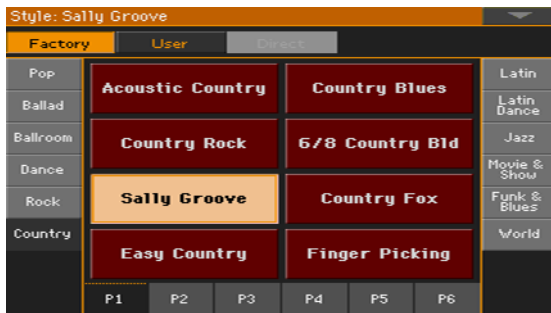 Style: Sally Groove
Factory
User
Direct
Pop
Ballad
Ballroom
Dance
Rock
Country
Acoustic Country
Country Blues
Country Rock
6/8 Country Bld
Sally Groove
Country Fox
Easy Country
Finger Picking
Latin
Latin
Dance
Jazz
Movie &
Show
Funk &
Blues
World
P1
P2
P3
P4
P5
P6